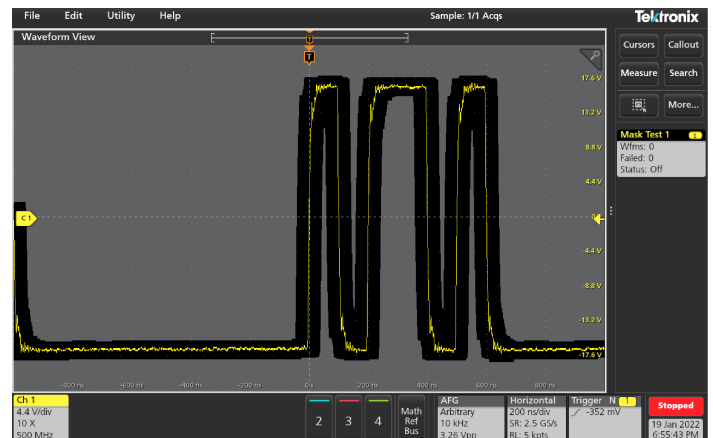 File Edit Utility Help Sample: 1/1 Acqs Tektronix
Waveform View
T
T
17.6 V
13.2 V
8.8 V
4.4 V
C1
-4.4 V
-8.8 V
-13.2 V
-17.6 V
-800 ns -600 ns -400 ns -200 ns 0 s 200 ns 400 ns 600 ns 800 ns
Cursors Callout
Measure Search
More...
Mask Test 1 1
Wfms: 0
Failed: 0
Status: Off
Ch 1
4.4 V/div
10 X
500 MHz
2 3 4
Math
Ref
Bus
AFG
Arbitrary
10 kHz
3.26 Vpp
Horizontal
200 ns/div
SR: 2.5 GS/s
RL: 5 kpts
Trigger N 1
-352 mV
Stopped
19 Jan 2022
6:55:43 PM